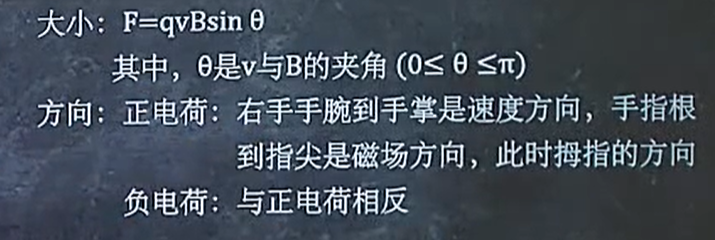 大小：F=qvBsin θ
其中，θ是v与B的夹角 (0≤ θ ≤π)
方向：正电荷：右手手腕到手掌是速度方向，手指根
到指尖是磁场方向，此时拇指的方向
负电荷：与正电荷相反